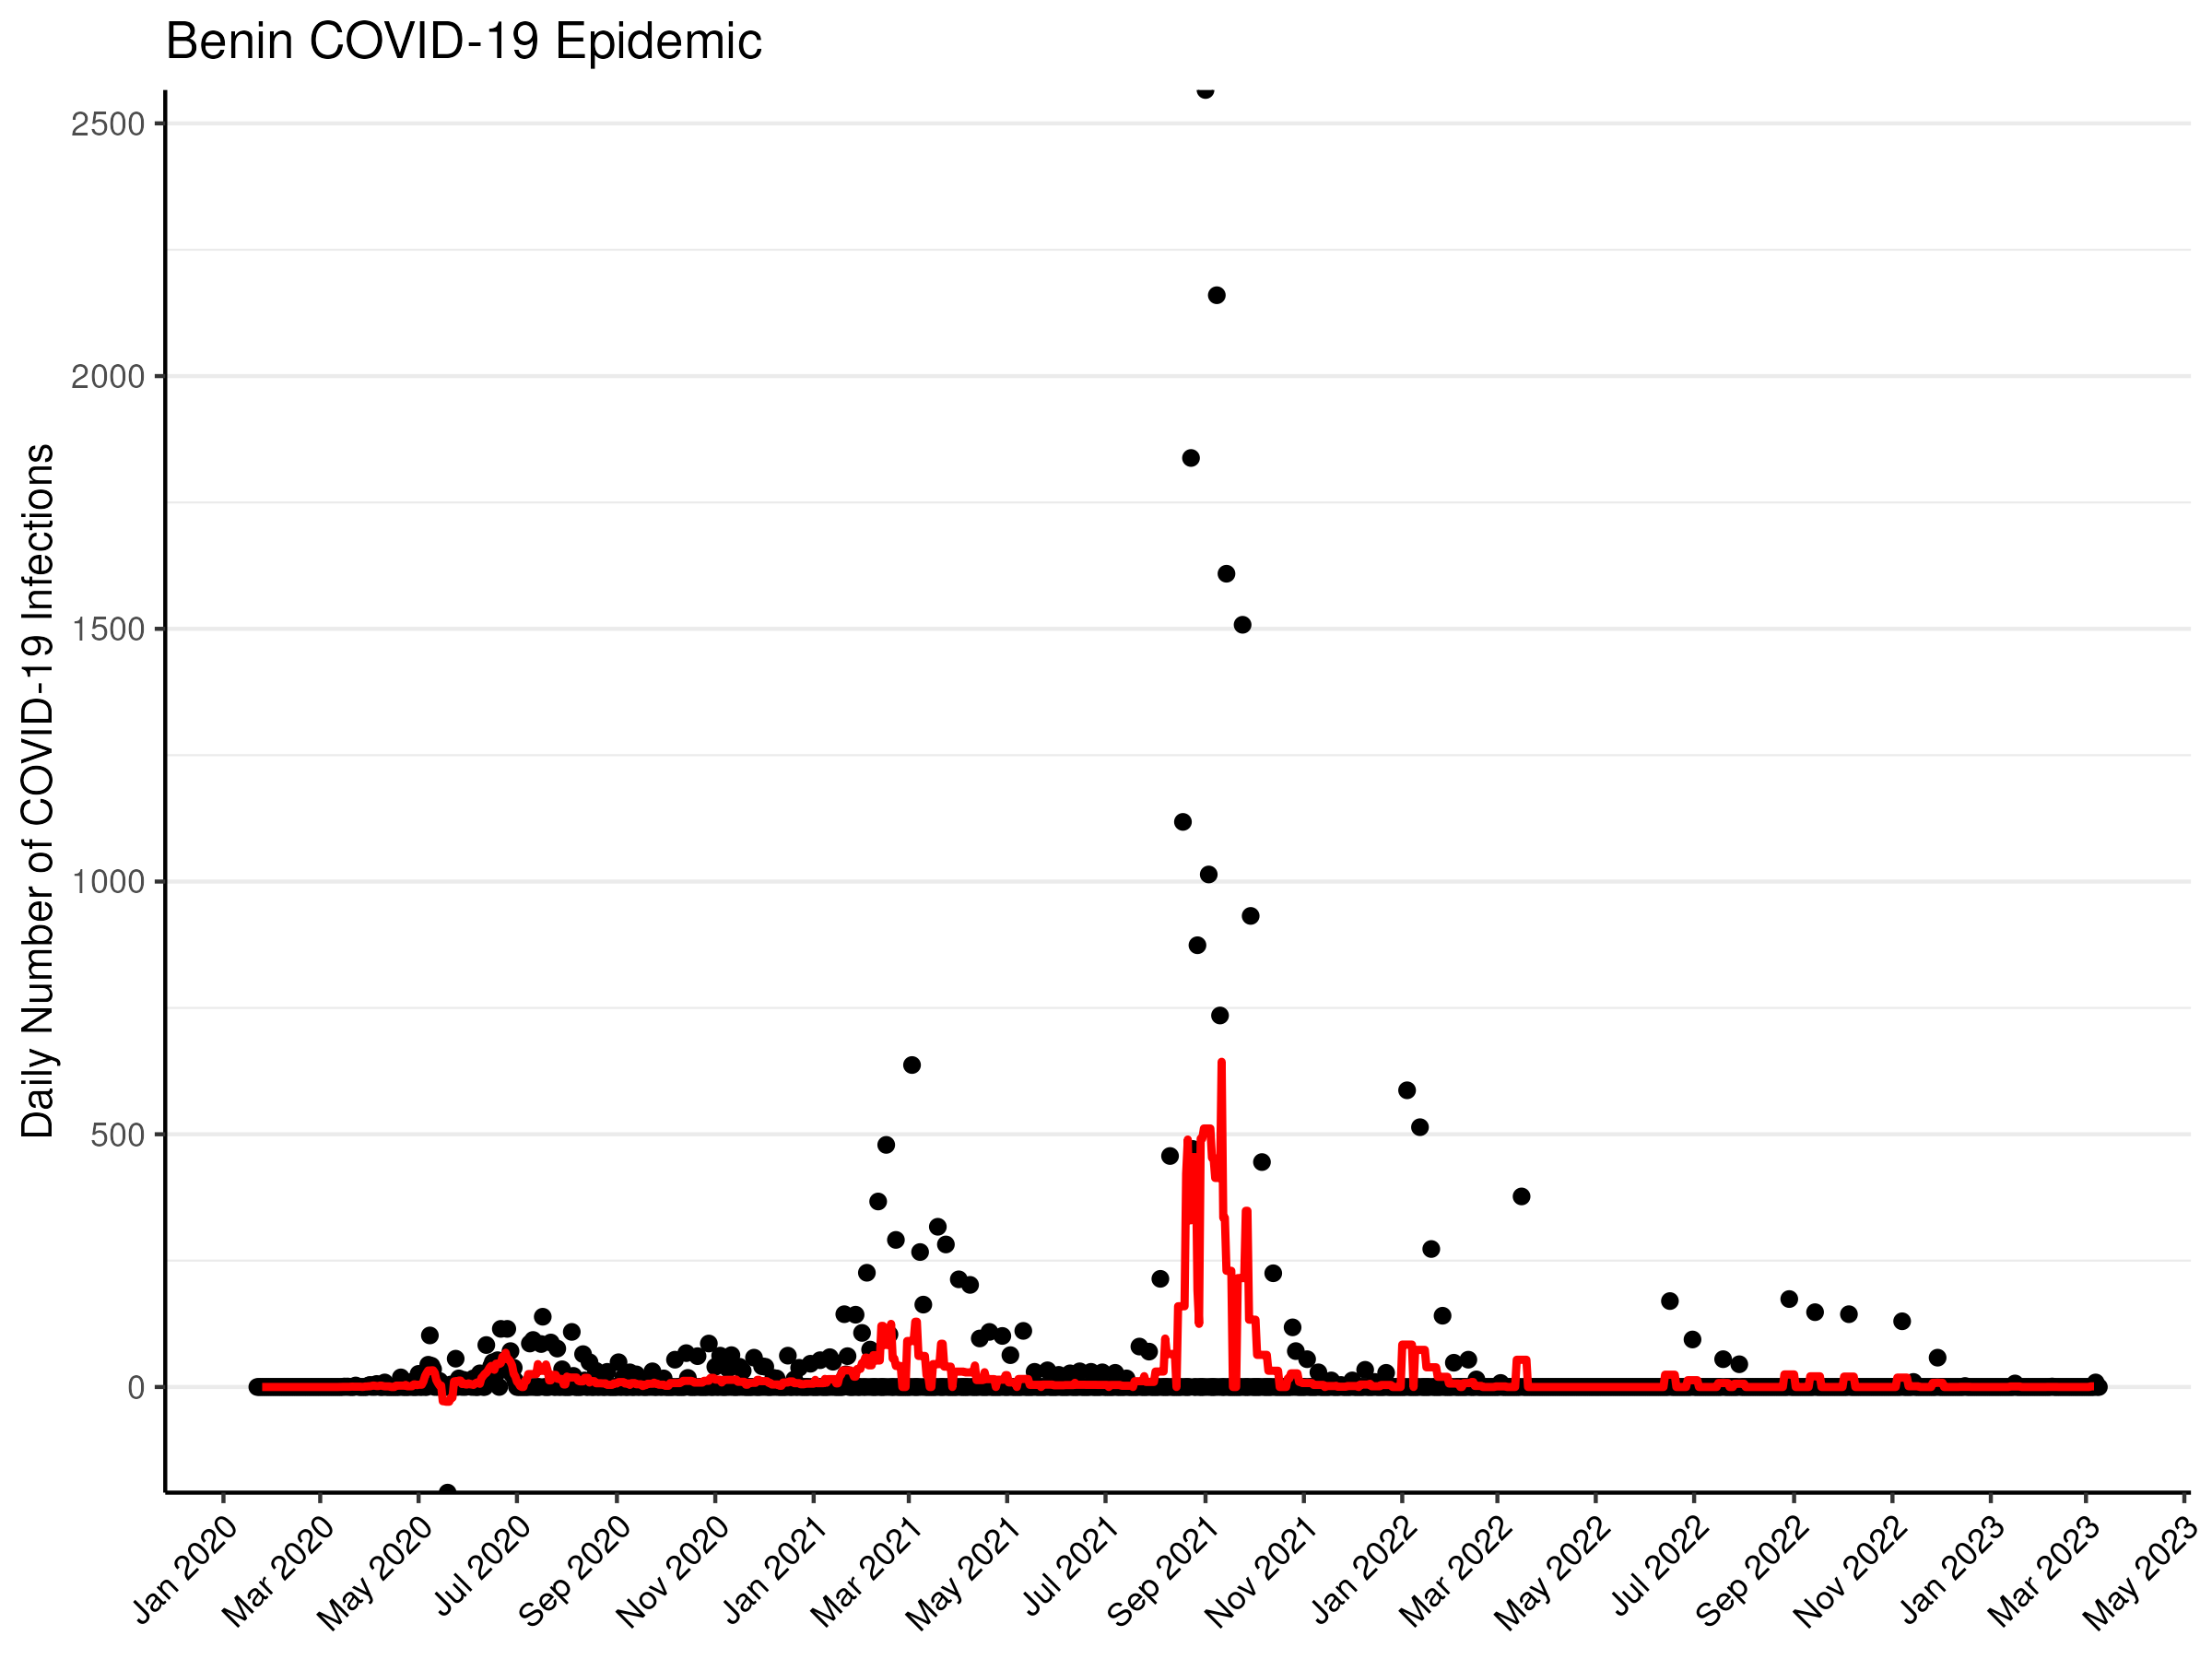 Benin COVID-19 Epidemic
Daily Number of COVID-19 Infections
2500
2000
1500
1000
500
0
Jan 2020
Mar 2020
May 2020
Jul 2020
Sep 2020
Nov 2020
Jan 2021
Mar 2021
May 2021
Jul 2021
Sep 2021
Nov 2021
Jan 2022
Mar 2022
May 2022
Jul 2022
Sep 2022
Nov 2022
Jan 2023
Mar 2023
May 2023